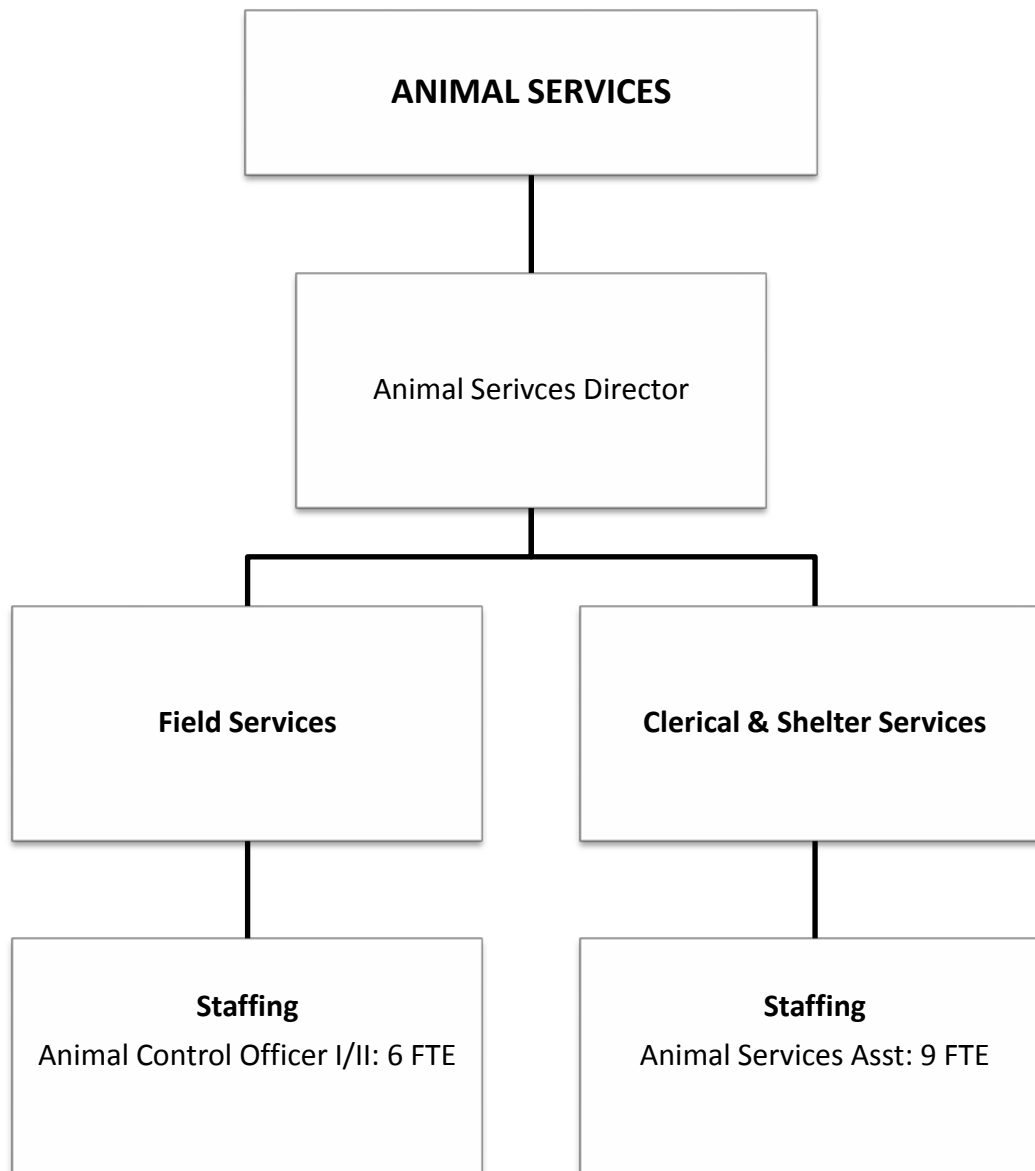 ANIMAL SERVICES
Animal Serivces Director
Field Services
Clerical & Shelter Services
Staffing
Animal Control Officer I/II: 6 FTE
Staffing
Animal Services Asst: 9 FTE